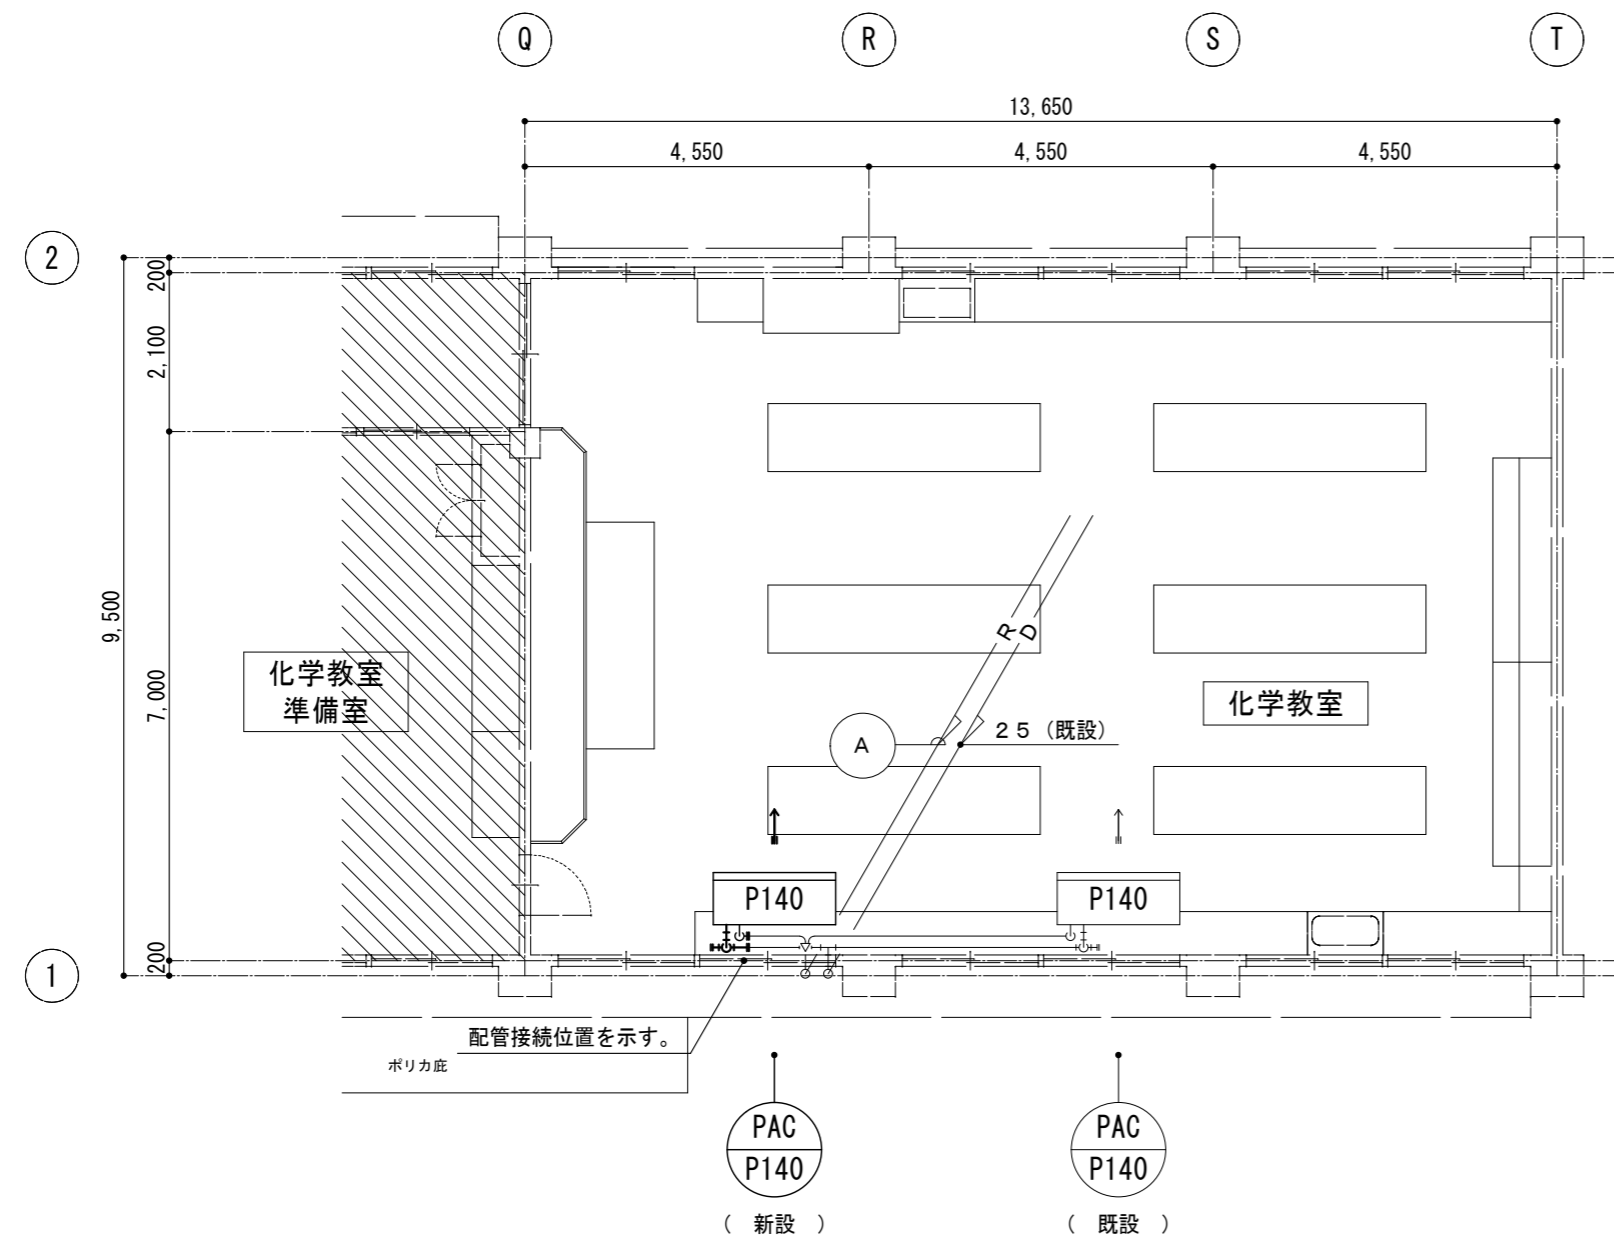 Q
R
S
T
13,650
4,550
4,550
4,550
2
200
2,100
9,500
7,000
200
1
化学教室
準備室
R
D
A
25（既設）
化学教室
P140
P140
配管接続位置を示す。
ポリカ庇
PAC
P140
（ 新設 ）
PAC
P140
（ 既設 ）